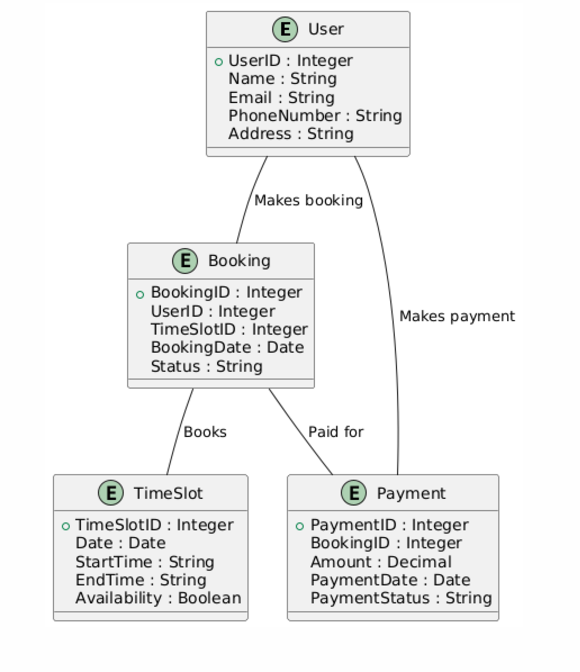 E User
UserID : Integer
Name : String
Email : String
PhoneNumber : String
Address : String
Makes booking
E Booking
BookingID : Integer
UserID : Integer
TimeSlotID : Integer
BookingDate : Date
Status : String
Makes payment
Books
Paid for
E TimeSlot
TimeSlotID : Integer
Date : Date
StartTime : String
EndTime : String
Availability : Boolean
E Payment
PaymentID : Integer
BookingID : Integer
Amount : Decimal
PaymentDate : Date
PaymentStatus : String